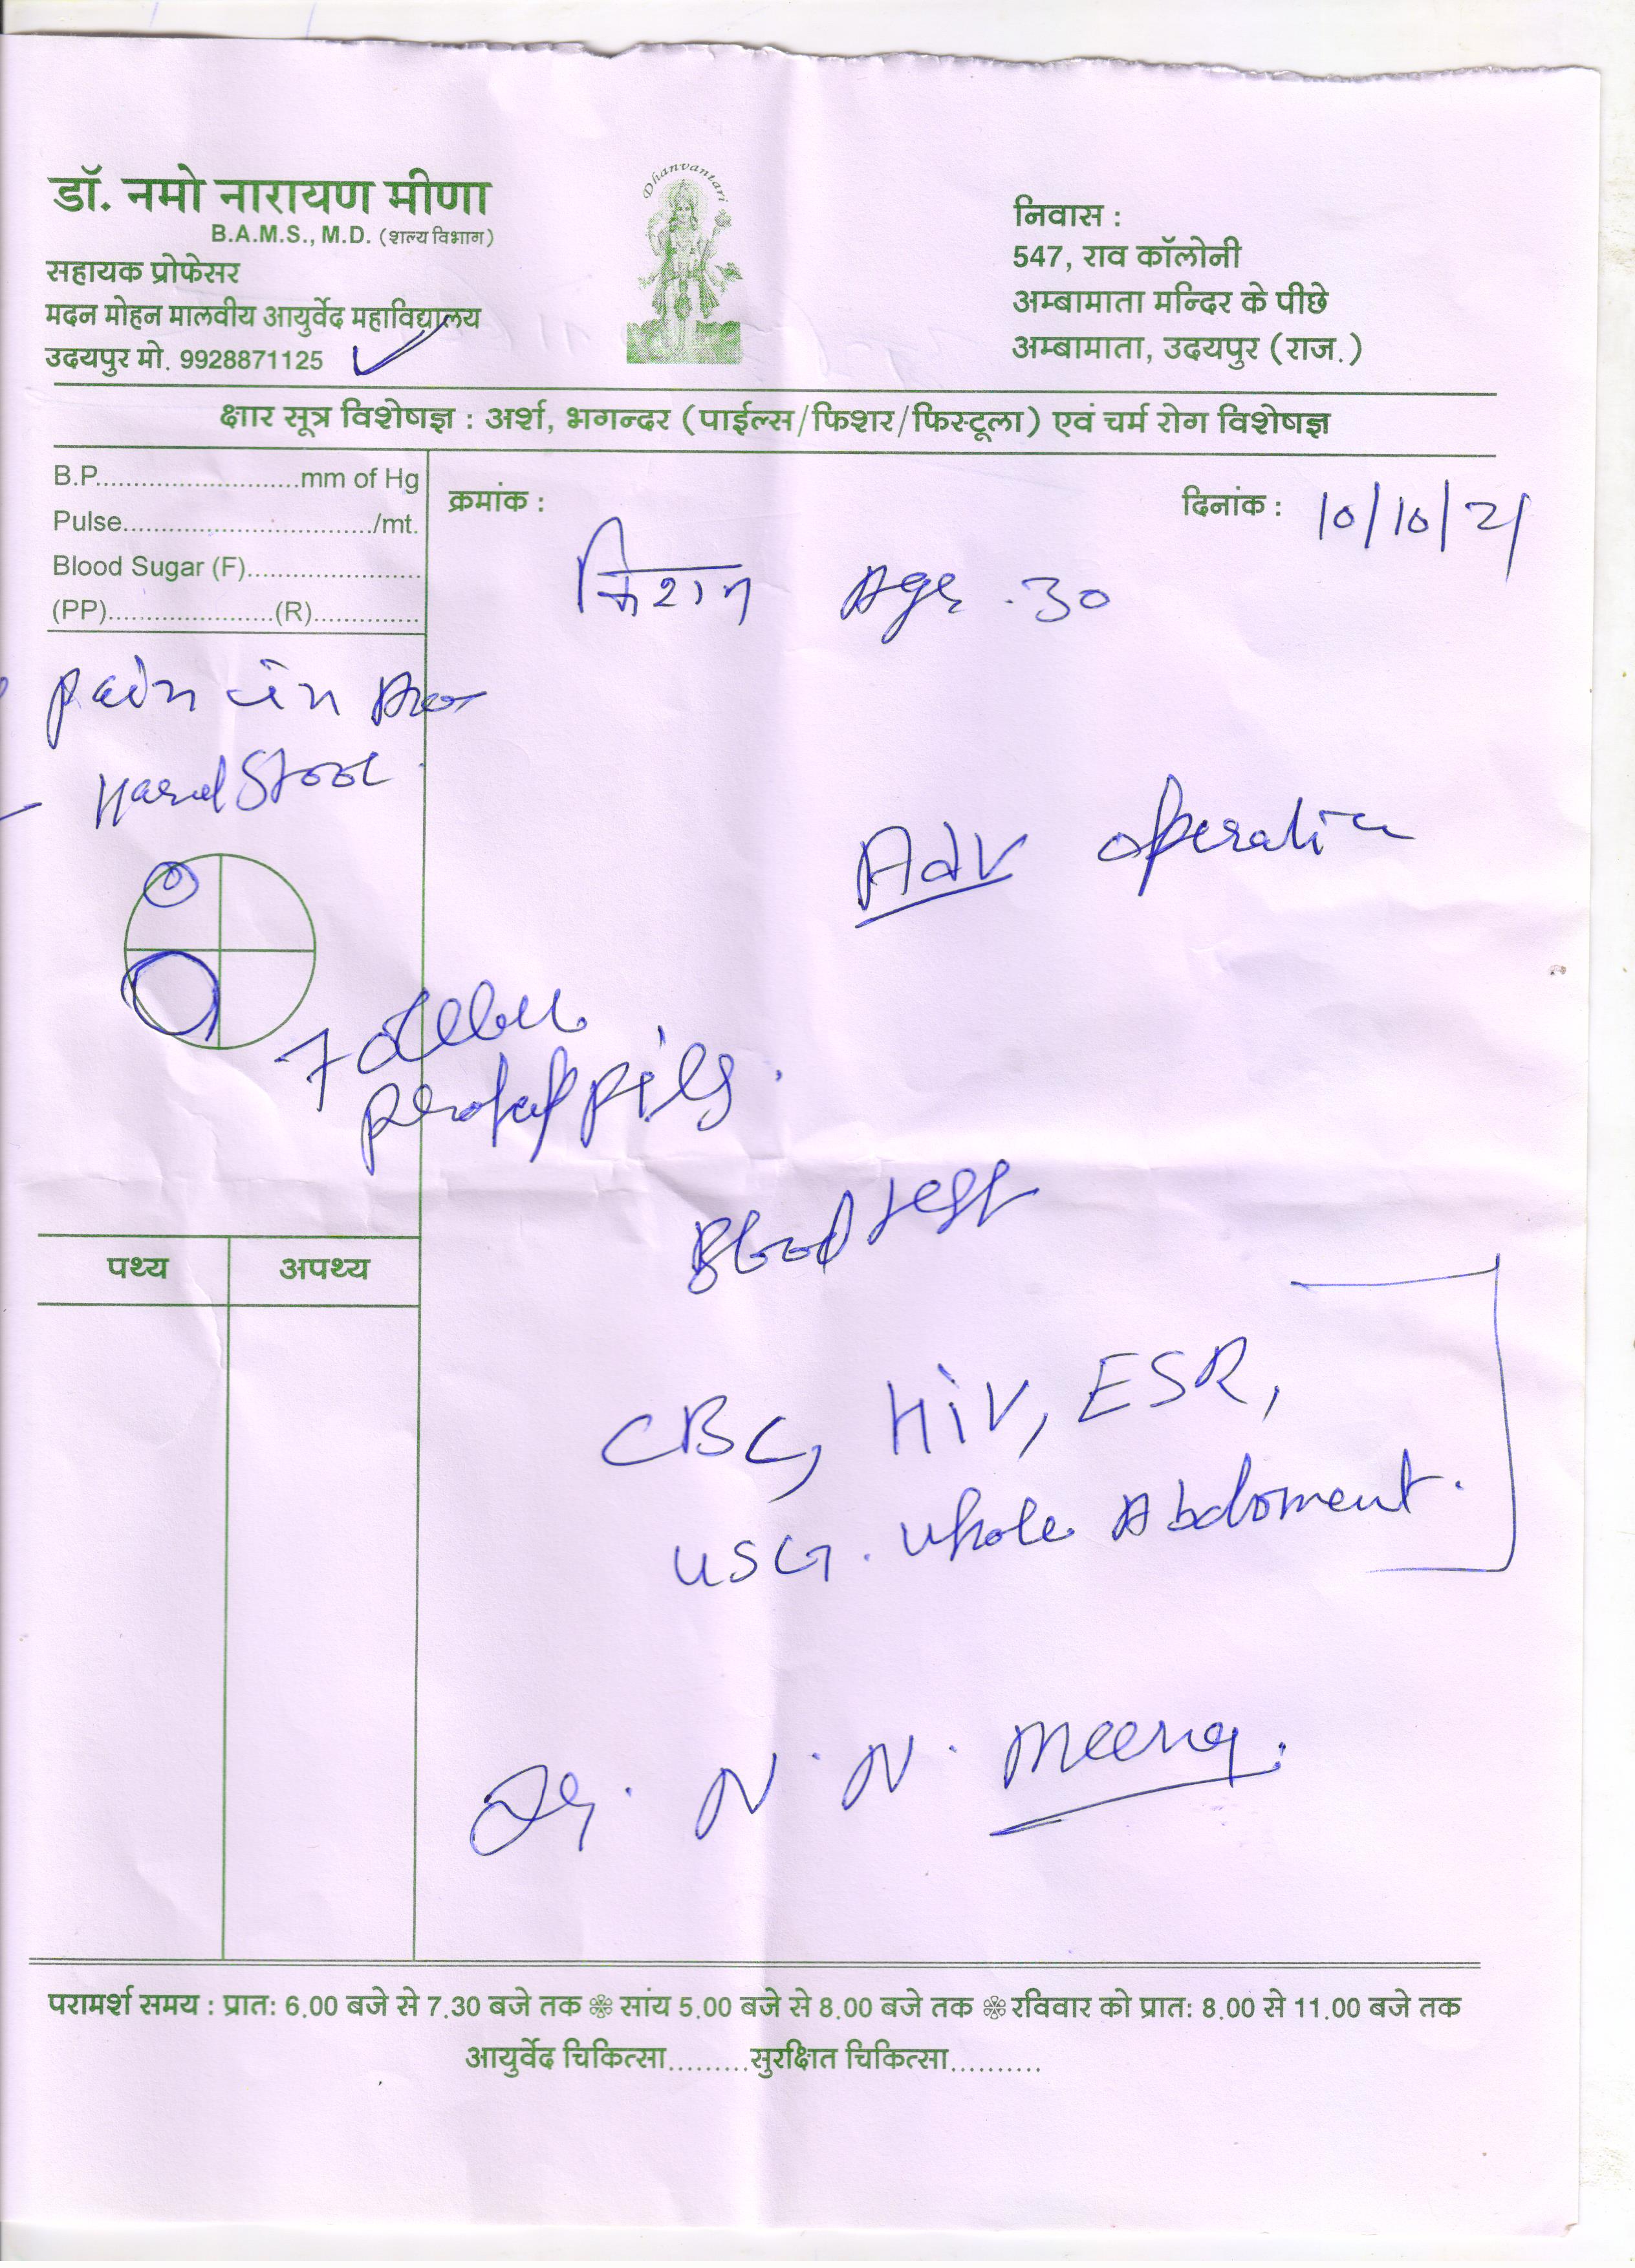 डॉ. नमो नारायण मीणा
B.A.M.S., M.D. (शल्य विभाग)
सहायक प्रोफेसर
मदन मोहन मालवीय आयुर्वेद महाविद्यालय
उदयपुर मो. 9928871125
Dhanvantari
निवास :
547, राव कॉलोनी
अम्बामाता मन्दिर के पीछे
अम्बामाता, उदयपुर (राज.)
क्षार सूत्र विशेषज्ञ : अर्श, भगन्दर (पाईल्स/फिशर/फिस्टूला) एवं चर्म रोग विशेषज्ञ
B.P...........................mm of Hg
Pulse................................./mt.
Blood Sugar (F).......................
(PP)......................(R)..............
क्रमांक :
दिनांक : 10/10/21
किशन Age . 30
pain in
Hard Stool
Adv operation
piles.
Blood test
CBC, HiV, ESR,
USG. Whole Abdoment.
पथ्य
अपथ्य
Dr. N. N. Meena.
परामर्श समय : प्रात: 6.00 बजे से 7.30 बजे तक ❀ सांय 5.00 बजे से 8.00 बजे तक ❀ रविवार को प्रात: 8.00 से 11.00 बजे तक
आयुर्वेद चिकित्सा.........सुरक्षित चिकित्सा..........